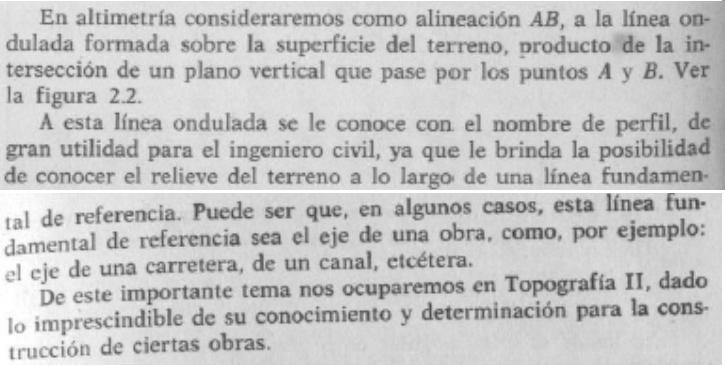 En altimetría consideraremos como alineación AB, a la línea on-
dulada formada sobre la superficie del terreno, producto de la in-
tersección de un plano vertical que pase por los puntos A y B. Ver
la figura 2.2.
A esta línea ondulada se le conoce con el nombre de perfil, de
gran utilidad para el ingeniero civil, ya que le brinda la posibilidad
de conocer el relieve del terreno a lo largo de una línea fundamen-
tal de referencia. Puede ser que, en algunos casos, esta línea fun-
damental de referencia sea el eje de una obra, como, por ejemplo:
el eje de una carretera, de un canal, etcétera.
De este importante tema nos ocuparemos en Topografía II, dado
lo imprescindible de su conocimiento y determinación para la cons-
trucción de ciertas obras.